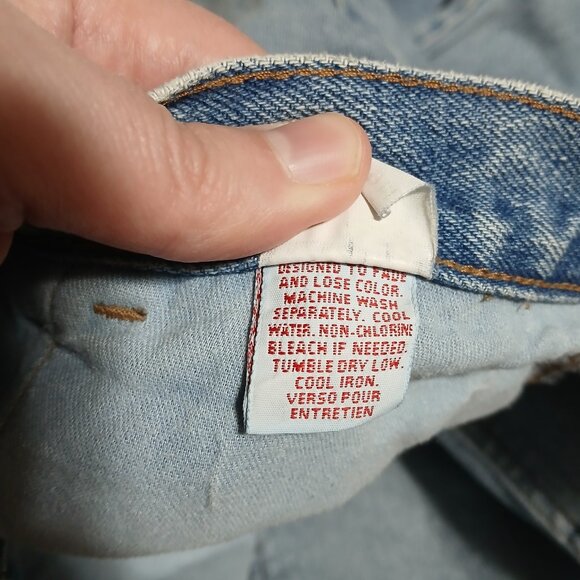 DESIGNED TO FADE
AND LOSE COLOR.
MACHINE WASH
SEPARATELY. COOL
WATER. NON-CHLORINE
BLEACH IF NEEDED.
TUMBLE DRY LOW.
COOL IRON.
VERSO POUR
ENTRETIEN